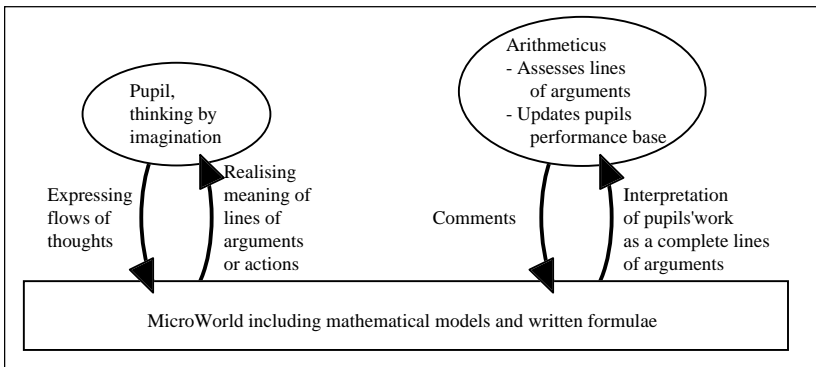 Pupil,
thinking by
imagination
Arithmeticus
- Assesses lines
of arguments
- Updates pupils
performance base
Expressing
flows of
thoughts
Realising
meaning of
lines of
arguments
or actions
Comments
Interpretation
of pupils'work
as a complete lines
of arguments
MicroWorld including mathematical models and written formulae